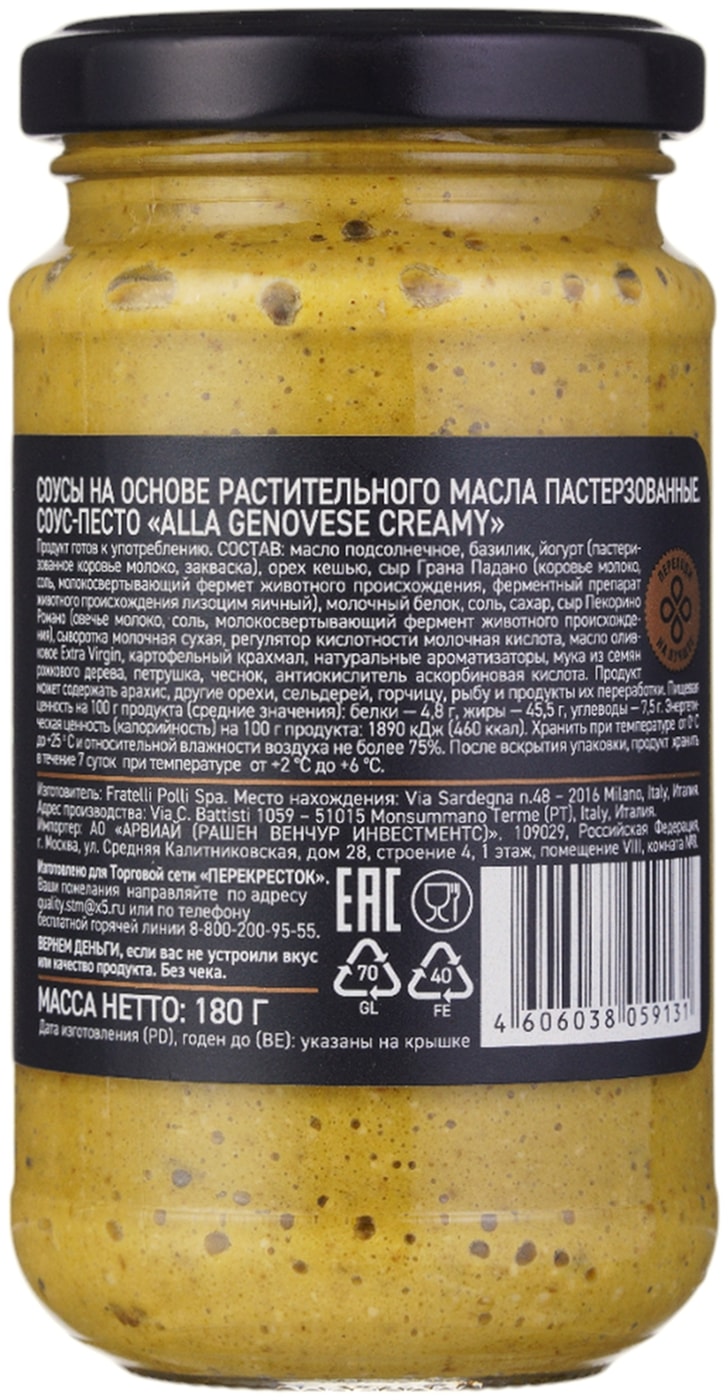 СОУСЫ НА ОСНОВЕ РАСТИТЕЛЬНОГО МАСЛА ПАСТЕРЗОВАННЫЕ.
СОУС-ПЕСТО «ALLA GENOVESE CREAMY»
Продукт готов к употреблению. СОСТАВ: масло подсолнечное, базилик, йогурт (пастери-
зованное коровье молоко, закваска), орех кешью, сыр Грана Падано (коровье молоко,
соль, молокосвертывающий фермент животного происхождения, ферментный препарат
животного происхождения лизоцим яичный), молочный белок, соль, сахар, сыр Пекорино
Романо (овечье молоко, соль, молокосвертывающий фермент животного происхожде-
ния), сыворотка молочная сухая, регулятор кислотности молочная кислота, масло олив-
ковое Extra Virgin, картофельный крахмал, натуральные ароматизаторы, мука из семян
рожкового дерева, петрушка, чеснок, антиокислитель аскорбиновая кислота. Продукт
может содержать арахис, другие орехи, сельдерей, горчицу, рыбу и продукты их переработки. Пищевая
ценность на 100 г продукта (средние значения): белки — 4,8 г, жиры — 45,5 г, углеводы — 7,5 г. Энергети-
ческая ценность (калорийность) на 100 г продукта: 1890 кДж (460 ккал). Хранить при температуре от 0°С
до +25 °С и относительной влажности воздуха не более 75%. После вскрытия упаковки, продукт хранить
в течение 7 суток при температуре от +2 °С до +6 °С.
Изготовитель: Fratelli Polli Spa. Место нахождения: Via Sardegna n.48 – 2016 Milano, Italy, Италия.
Адрес производства: Via C. Battisti 1059 – 51015 Monsummano Terme (PT), Italy, Италия.
Импортер: АО «АРВИАЙ (РАШЕН ВЕНЧУР ИНВЕСТМЕНТС)». 109029, Российская Федерация,
г. Москва, ул. Средняя Калитниковская, дом 28, строение 4, 1 этаж, помещение VIII, комната
Изготовлено для Торговой сети «ПЕРЕКРЕСТОК».
Ваши пожелания направляйте по адресу
quality.stm@x5.ru или по телефону
бесплатной горячей линии 8-800-200-95-55.
ВЕРНЕМ ДЕНЬГИ, если вас не устроили вкус
или качество продукта. Без чека.
МАССА НЕТТО: 180 Г
Дата изготовления (PD), годен до (BE): указаны на крышке
ЕАС
70
GL
40
FE
4 606038 059131